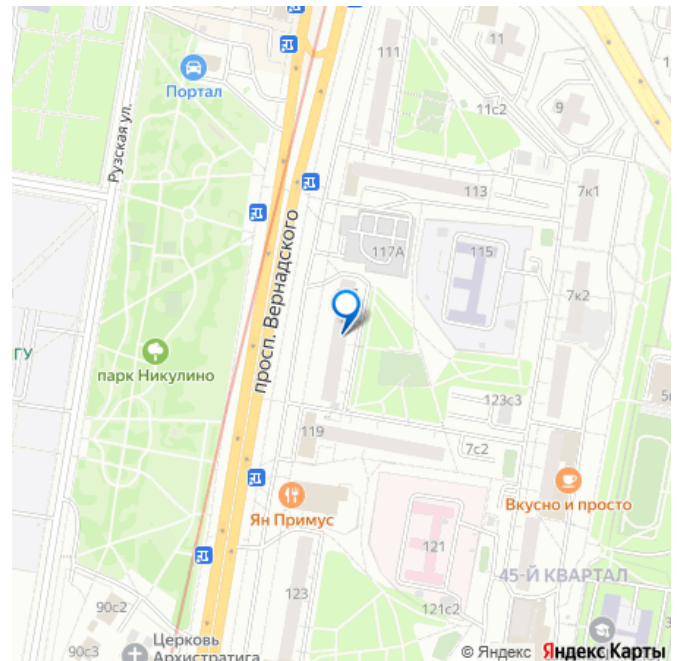 111
11
11с2
9
Портал
Рузская ул.
113
7к1
117А
115
7к2
просп. Вернадского
ГУ
парк Никулино
123с3
119
7с2
Вкусно и просто
Ян Примус
121
45-Й КВАРТАЛ
123
121с2
90с2
90с3
Церковь
Архистратига
© Яндекс Яндекс Карты